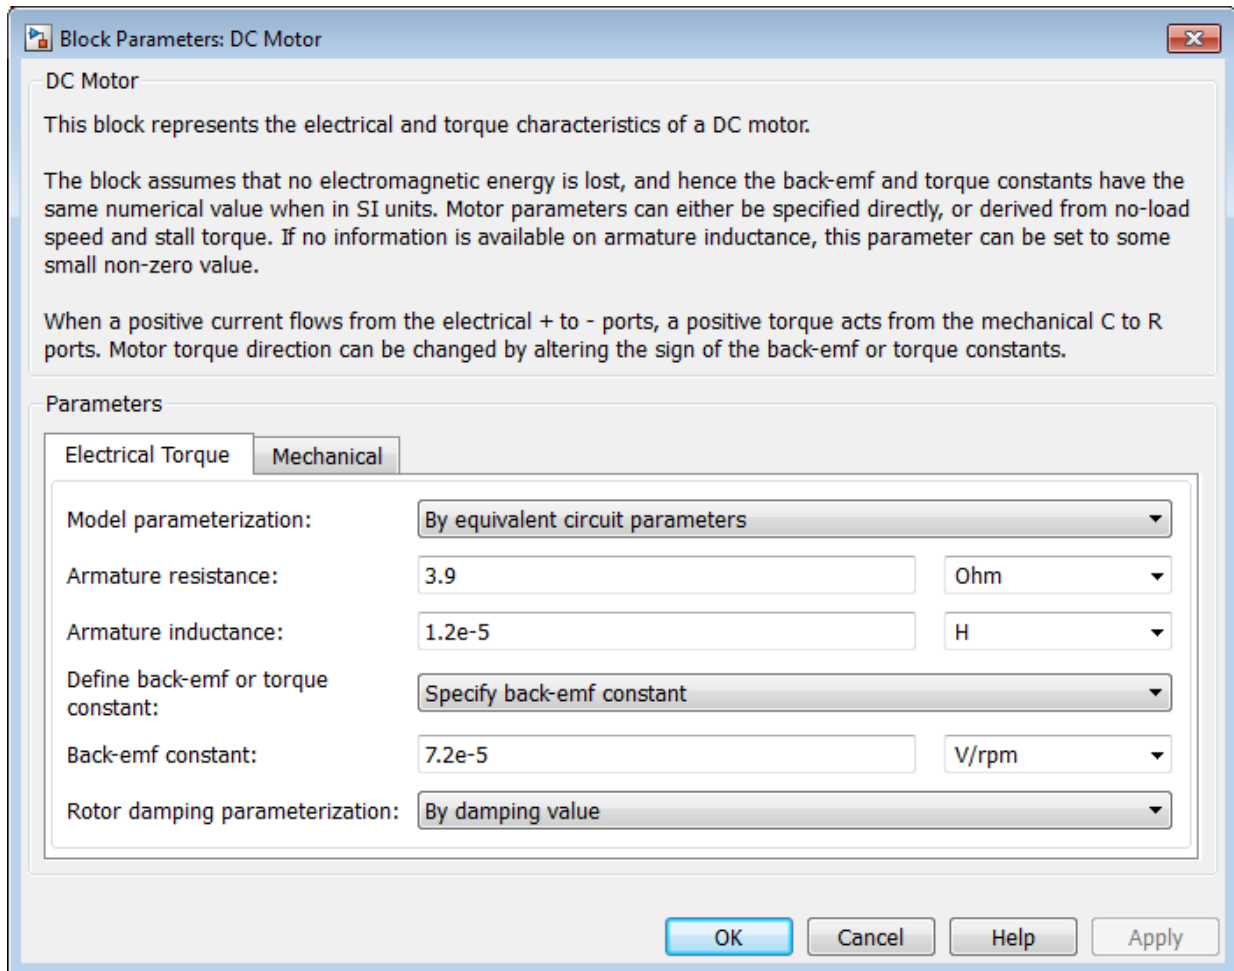 Block Parameters: DC Motor
DC Motor
This block represents the electrical and torque characteristics of a DC motor.
The block assumes that no electromagnetic energy is lost, and hence the back-emf and torque constants have the
same numerical value when in SI units. Motor parameters can either be specified directly, or derived from no-load
speed and stall torque. If no information is available on armature inductance, this parameter can be set to some
small non-zero value.
When a positive current flows from the electrical + to - ports, a positive torque acts from the mechanical C to R
ports. Motor torque direction can be changed by altering the sign of the back-emf or torque constants.
Parameters
Electrical Torque Mechanical
Model parameterization: By equivalent circuit parameters
Armature resistance: 3.9 Ohm
Armature inductance: 1.2e-5 H
Define back-emf or torque
constant: Specify back-emf constant
Back-emf constant: 7.2e-5 V/rpm
Rotor damping parameterization: By damping value
OK Cancel Help Apply